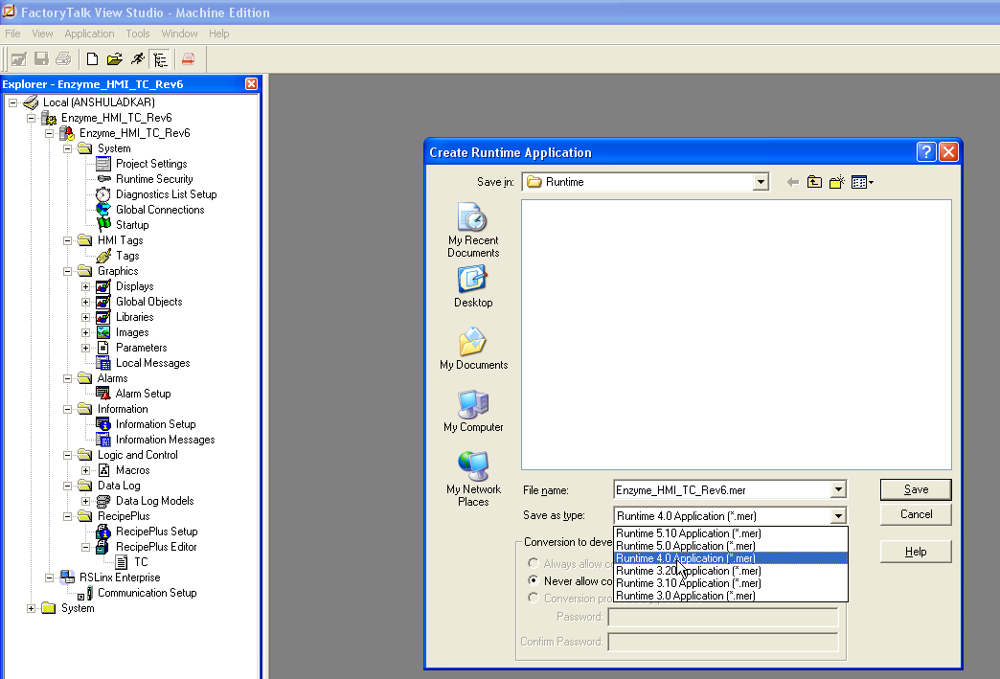 FactoryTalk View Studio - Machine Edition
File View Application Tools Window Help
Explorer - Enzyme_HMI_TC_Rev6
Local (ANSHULADKAR)
Enzyme_HMI_TC_Rev6
Enzyme_HMI_TC_Rev6
System
Project Settings
Runtime Security
Diagnostics List Setup
Global Connections
Startup
HMI Tags
Tags
Graphics
Displays
Global Objects
Libraries
Images
Parameters
Local Messages
Alarms
Alarm Setup
Information
Information Setup
Information Messages
Logic and Control
Macros
Data Log
Data Log Models
RecipePlus
RecipePlus Setup
RecipePlus Editor
TC
RSLinx Enterprise
Communication Setup
System
Create Runtime Application
Save in: Runtime
My Recent
Documents
Desktop
My Documents
My Computer
My Network
Places
File name: Enzyme_HMI_TC_Rev6.mer
Save
Save as type: Runtime 4.0 Application (*.mer)
Cancel
Runtime 5.10 Application (*.mer)
Runtime 5.0 Application (*.mer)
Runtime 4.0 Application (*.mer)
Runtime 3.20 Application (*.mer)
Runtime 3.10 Application (*.mer)
Runtime 3.0 Application (*.mer)
Help
Conversion to deve
Always allow c
Never allow co
Conversion pro
Password:
Confirm Password: